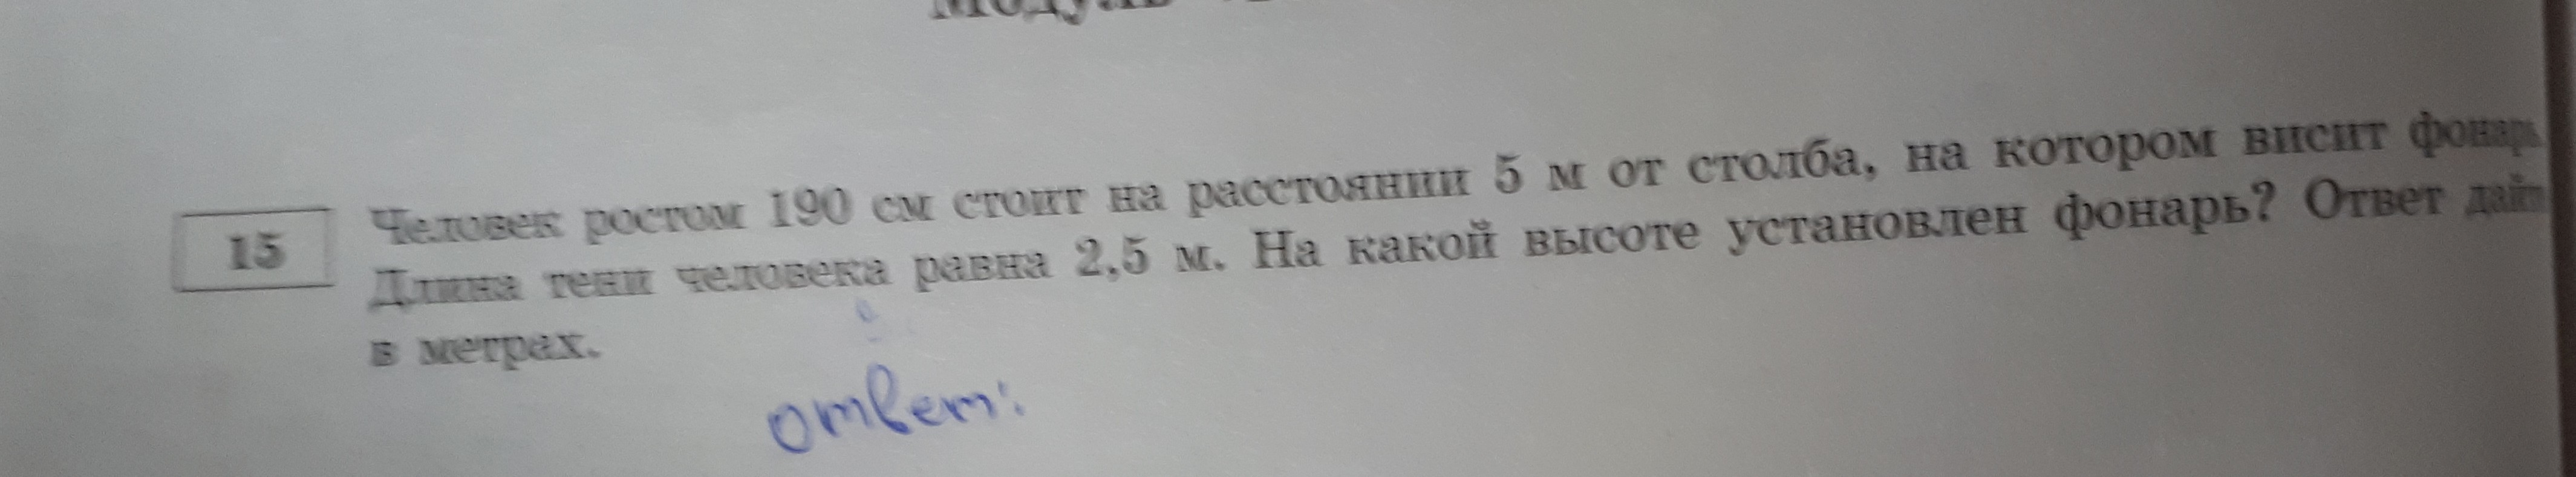 15
Человек ростом 190 см стоит на расстоянии 5 м от столба, на котором висит фонарь.
Длина тени человека равна 2,5 м. На какой высоте установлен фонарь? Ответ
в метрах.
ответ: